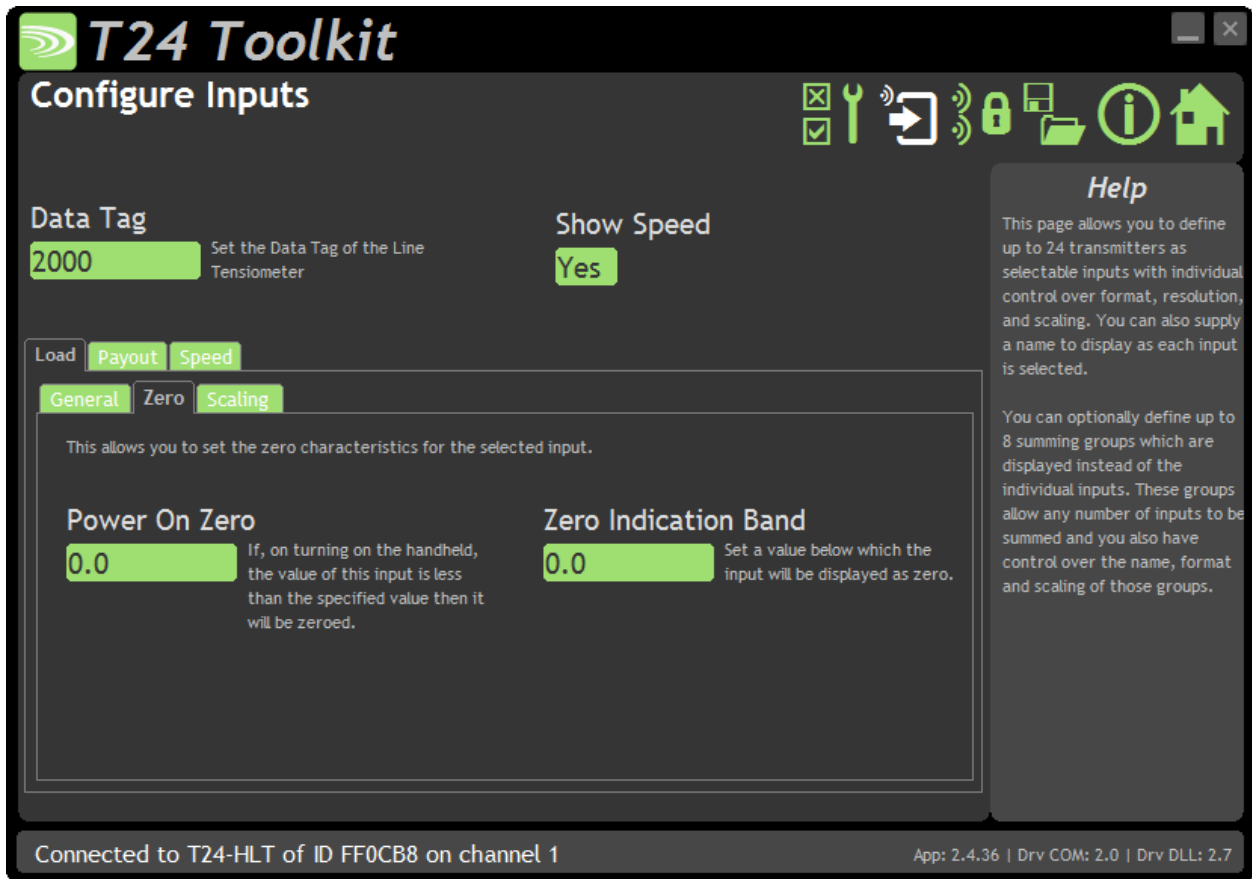 T24 Toolkit
Configure Inputs
Data Tag
2000
Set the Data Tag of the Line
Tensiometer
Show Speed
Yes
Load
Payout
Speed
General
Zero
Scaling
This allows you to set the zero characteristics for the selected input.
Power On Zero
0.0
If, on turning on the handheld,
the value of this input is less
than the specified value then it
will be zeroed.
Zero Indication Band
0.0
Set a value below which the
input will be displayed as zero.
Help
This page allows you to define
up to 24 transmitters as
selectable inputs with individual
control over format, resolution,
and scaling. You can also supply
a name to display as each input
is selected.
You can optionally define up to
8 summing groups which are
displayed instead of the
individual inputs. These groups
allow any number of inputs to be
summed and you also have
control over the name, format
and scaling of those groups.
Connected to T24-HLT of ID FF0CB8 on channel 1
App: 2.4.36 | Drv COM: 2.0 | Drv DLL: 2.7